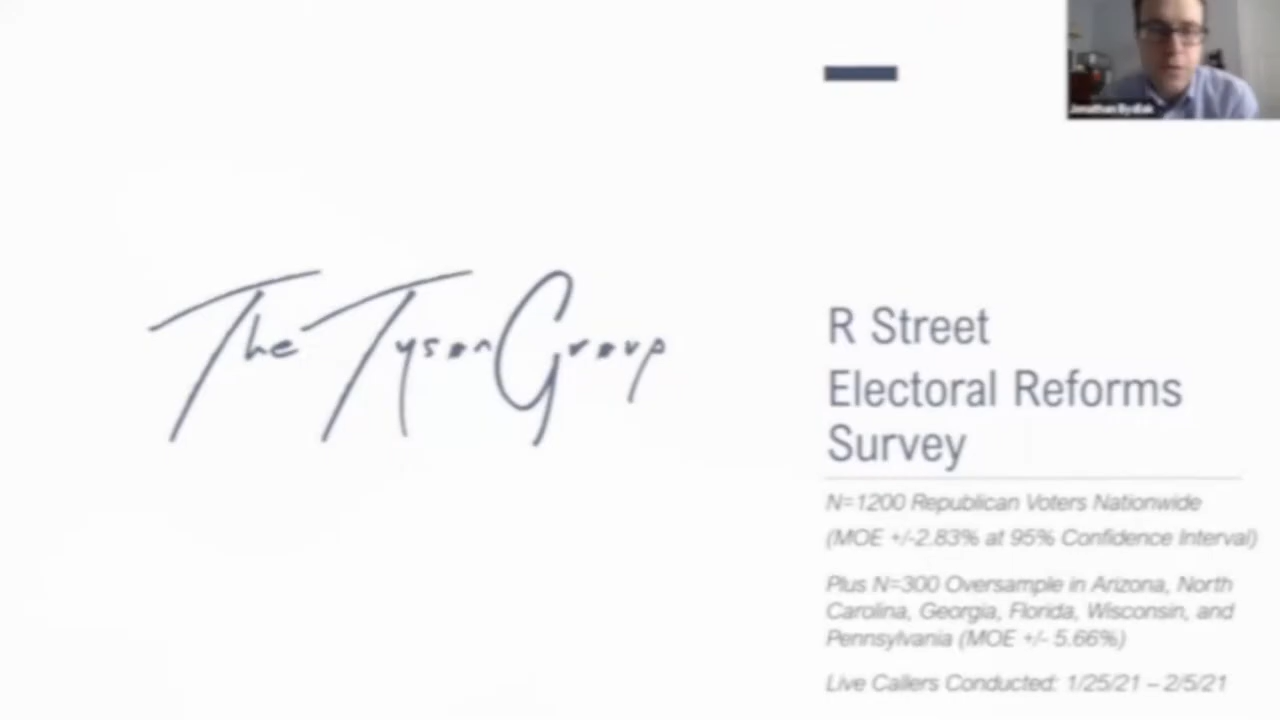 Jonathan Bydlak
The Tyson Group
R Street
Electoral Reforms
Survey
N=1200 Republican Voters Nationwide
(MOE +/-2.83% at 95% Confidence Interval)
Plus N=300 Oversample in Arizona, North
Carolina, Georgia, Florida, Wisconsin, and
Pennsylvania (MOE +/- 5.66%)
Live Callers Conducted: 1/25/21 – 2/5/21